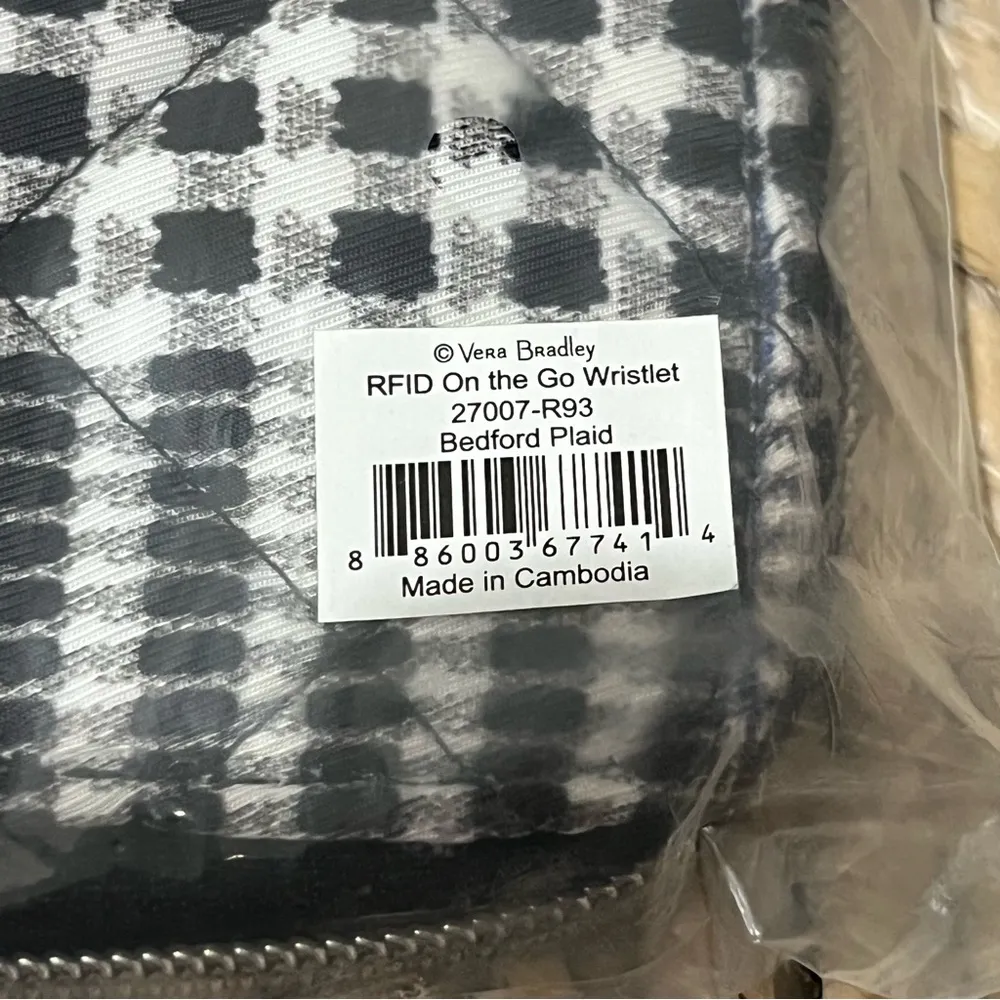 © VERA BRADLEY
RFID On the Go Wristlet
27007-R93
Bedford Plaid
8 86003 67741 4
Made in Cambodia